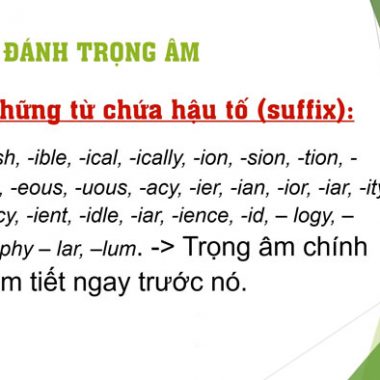 ĐÁNH TRỌNG ÂM
hững từ chứa hậu tố (suffix):
sh, -ible, -ical, -ically, -ion, -sion, -tion, -
, -eous, -uous, -acy, -ier, -ian, -ior, -iar, -ity
cy, -ient, -idle, -iar, -ience, -id, – logy, –
phy – lar, –lum. -> Trọng âm chính
m tiết ngay trước nó.